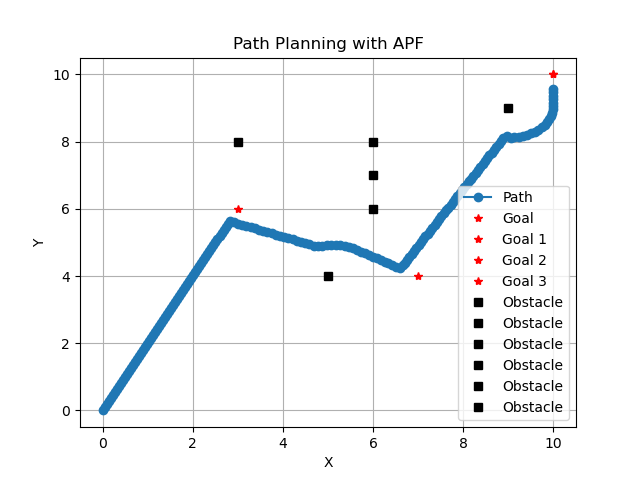 Path Planning with APF
10
8
6
4
2
0
Y
0
2
4
6
8
10
X
Path
Goal
Goal 1
Goal 2
Goal 3
Obstacle
Obstacle
Obstacle
Obstacle
Obstacle
Obstacle